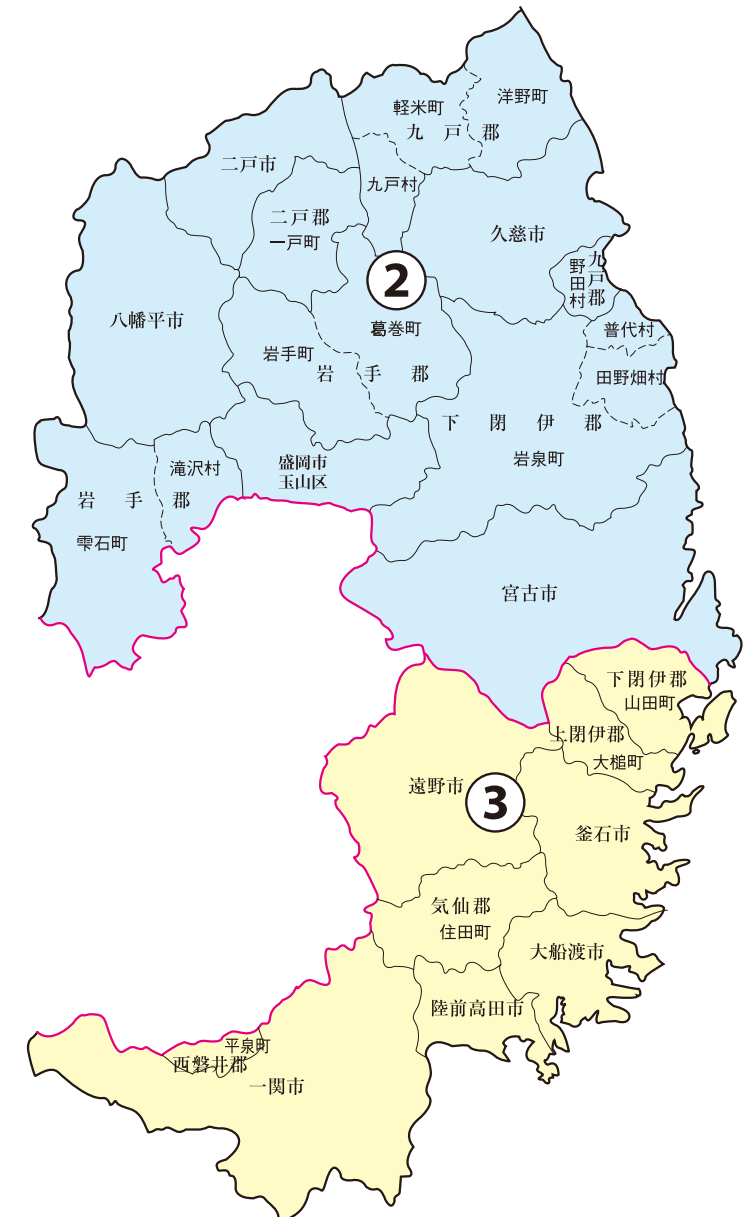 洋野町
軽米町
九戸郡
二戸市
九戸村
二戸郡
一戸町
久慈市
九戸郡
野田村
②
八幡平市
葛巻町
普代村
岩手町
岩手郡
田野畑村
下閉伊郡
岩泉町
盛岡市
玉山区
滝沢村
岩手郡
雫石町
宮古市
下閉伊郡
山田町
上閉伊郡
大槌町
遠野市
③
釜石市
気仙郡
住田町
大船渡市
陸前高田市
平泉町
西磐井郡
一関市